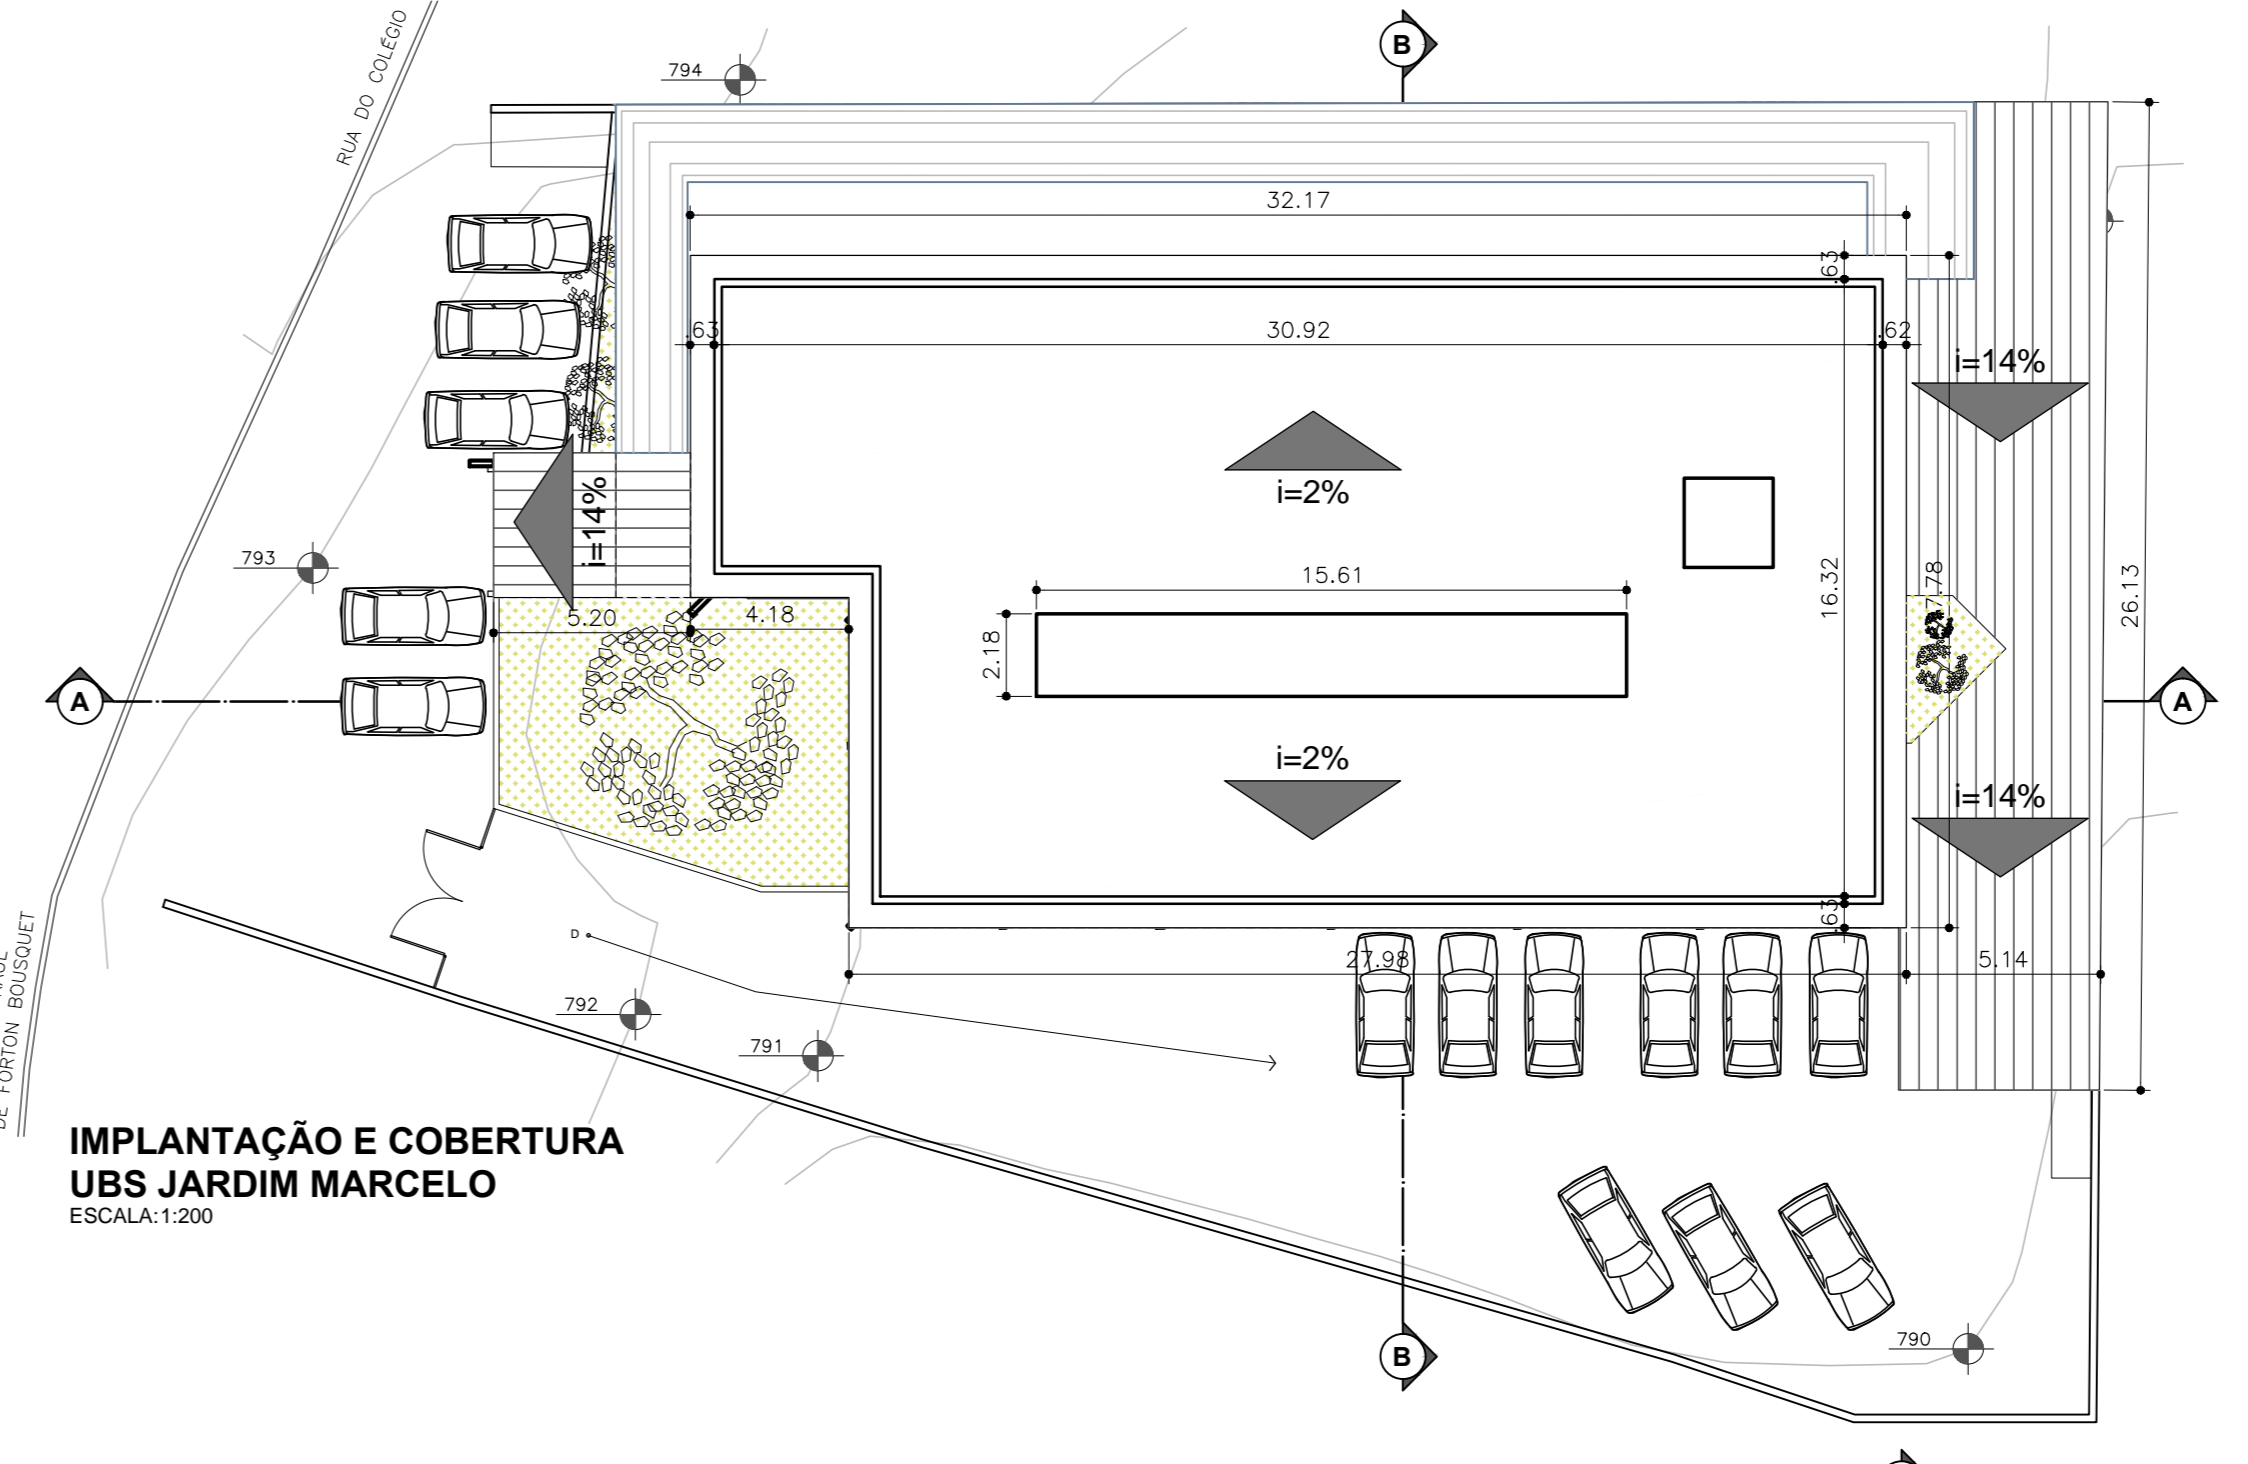 B
RUA DO COLÉGIO
794
32.17
.63
.63
30.92
.62
i=14%
i=14%
i=2%
793
15.61
16.32
7.78
26.13
5.20
4.18
2.18
A
A
i=2%
i=14%
.63
D
27.98
5.14
792
791
DE FORTON BOUSQUET
IMPLANTAÇÃO E COBERTURA
UBS JARDIM MARCELO
ESCALA:1:200
B
790